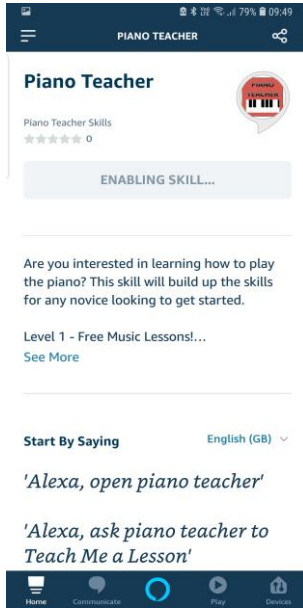 79% 09:49
PIANO TEACHER
Piano Teacher
PIANO
TEACHER
Piano Teacher Skills
0
ENABLING SKILL...
Are you interested in learning how to play
the piano? This skill will build up the skills
for any novice looking to get started.
Level 1 - Free Music Lessons!...
See More
Start By Saying
English (GB)
'Alexa, open piano teacher'
'Alexa, ask piano teacher to
Teach Me a Lesson'
Home
Communicate
Play
Devices